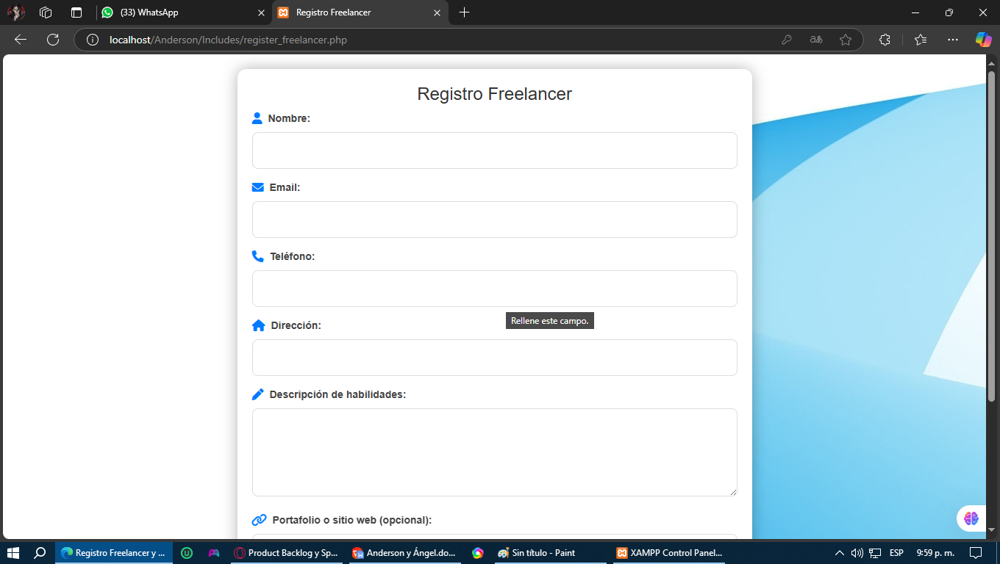 (33) WhatsApp
Registro Freelancer
localhost/Anderson/Includes/register_freelancer.php
aあ
Registro Freelancer
Nombre:
Email:
Teléfono:
Rellene este campo.
Dirección:
Descripción de habilidades:
Portafolio o sitio web (opcional):
Registro Freelancer y ...
Product Backlog y Sp...
Anderson y Ángel.do...
Sin título - Paint
XAMPP Control Panel...
ESP
9:59 p. m.